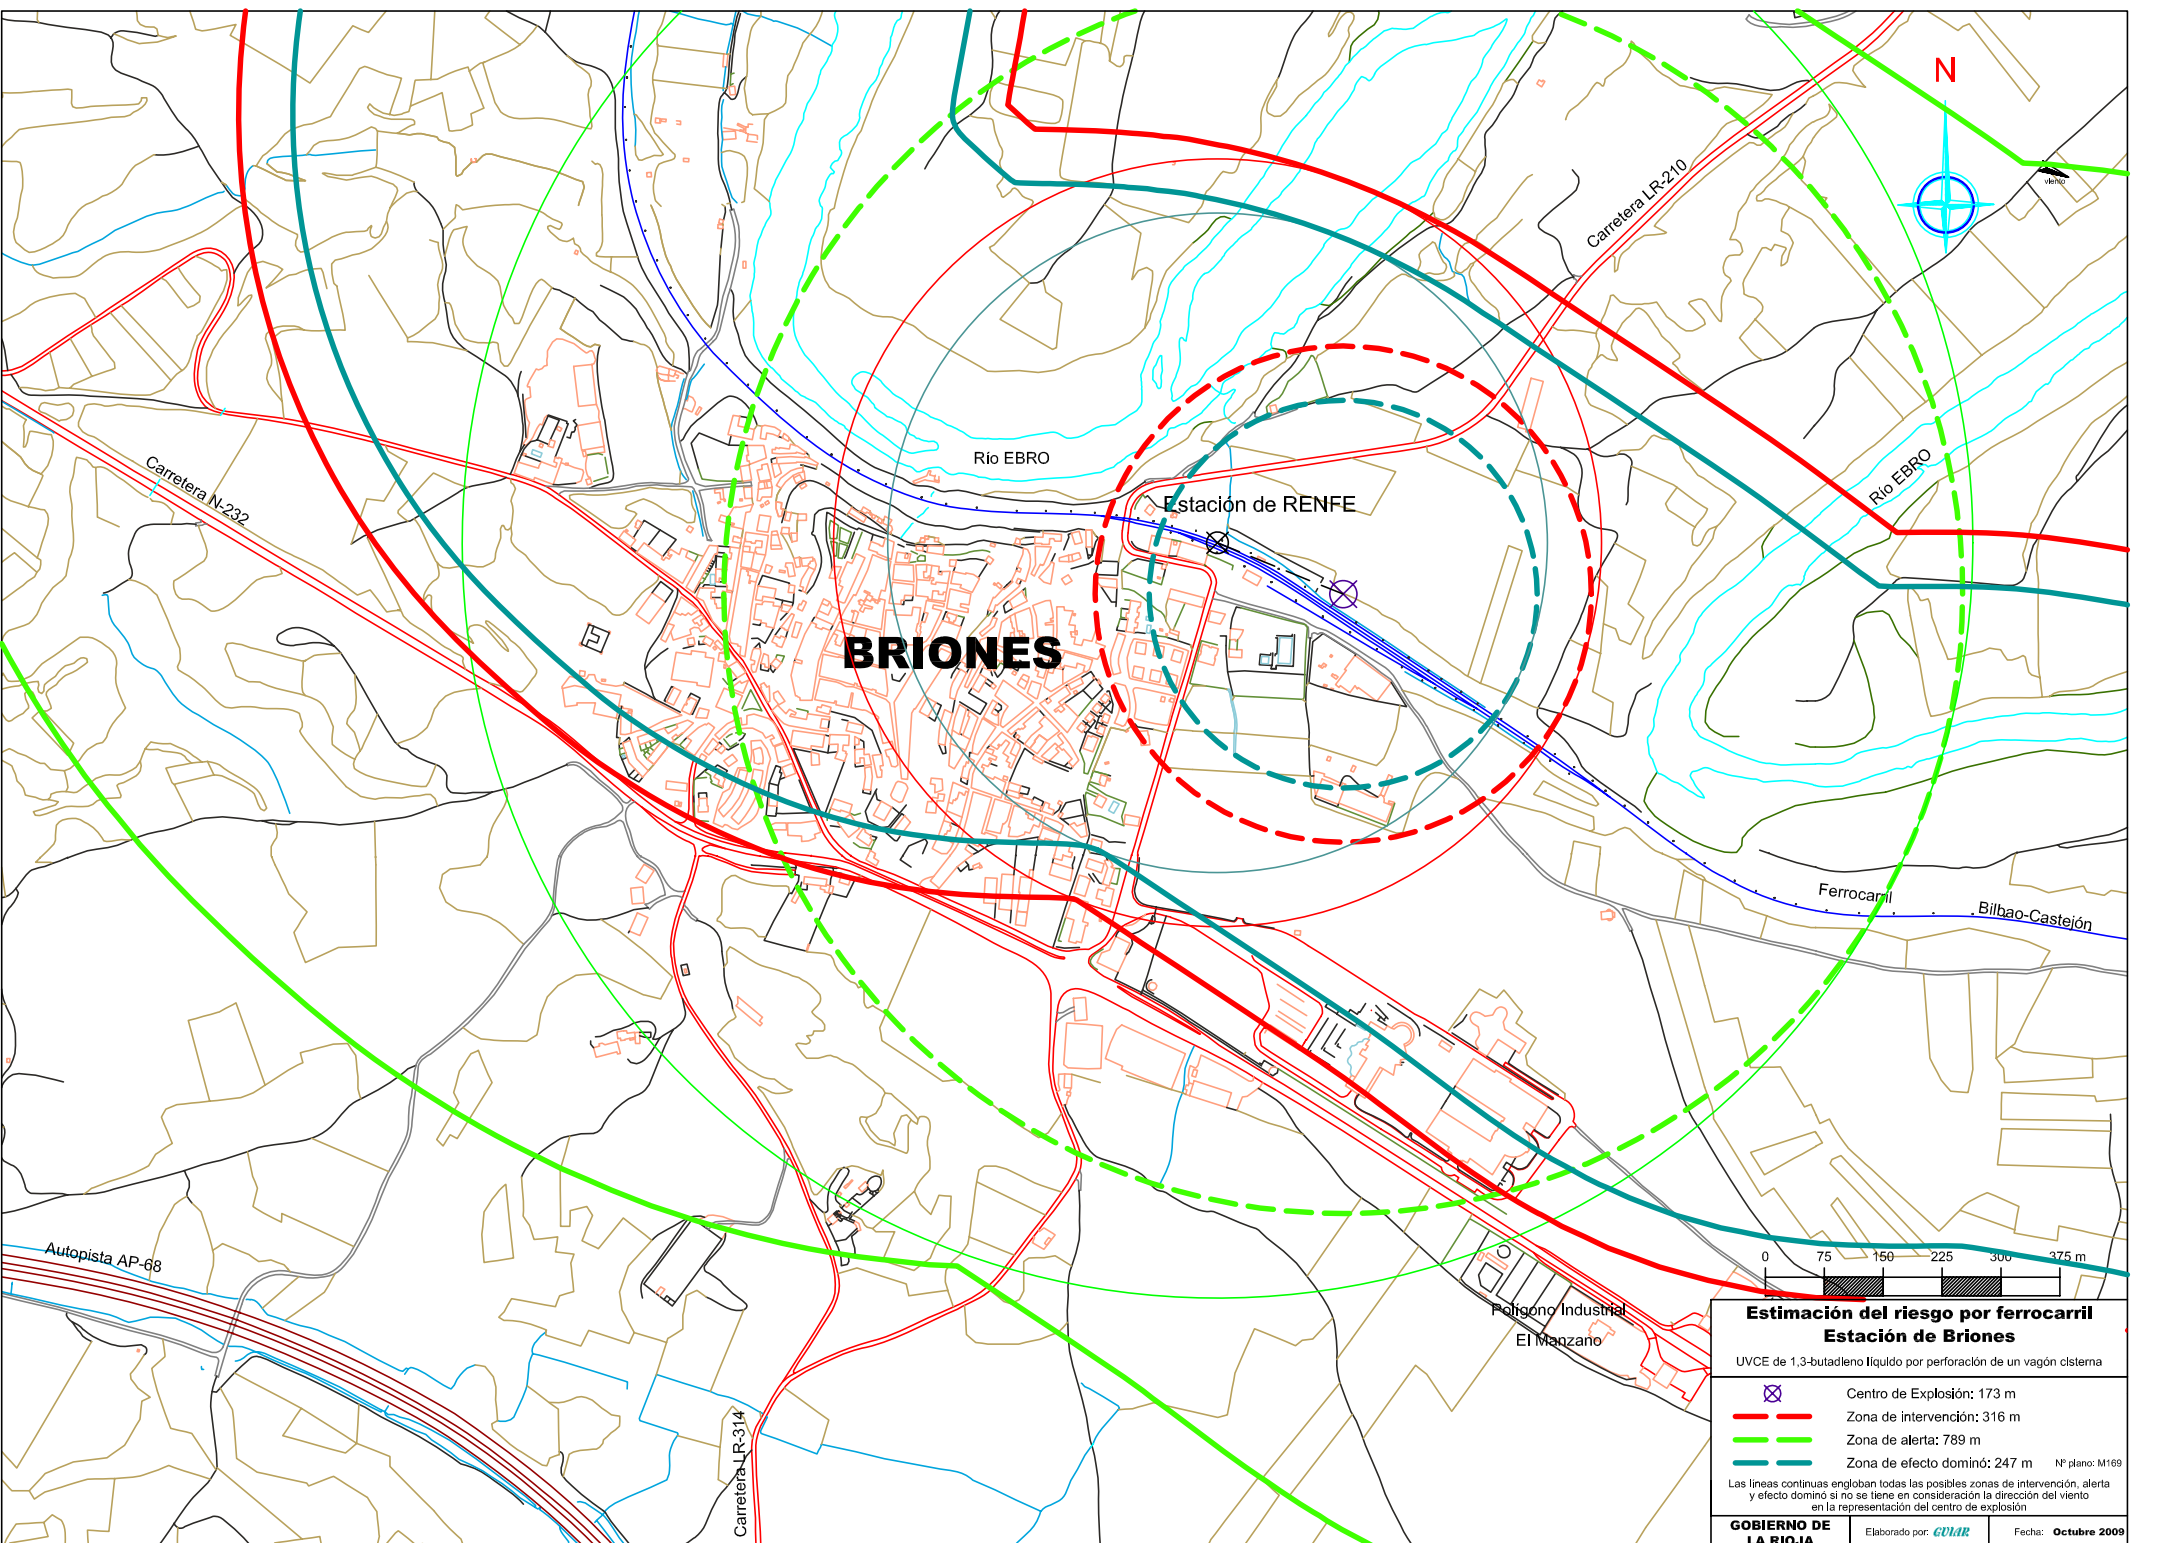 N
viento
Carretera LR-210
Carretera N-232
Río EBRO
Río EBRO
Estación de RENFE
BRIONES
Ferrocarril
Bilbao-Castejón
Autopista AP-68
Carretera LR-314
Polígono Industrial
El Manzano
0 75 150 225 300 375 m
Estimación del riesgo por ferrocarril
Estación de Briones
UVCE de 1,3-butadieno líquido por perforación de un vagón cisterna
Centro de Explosión: 173 m
Zona de intervención: 316 m
Zona de alerta: 789 m
Zona de efecto dominó: 247 m Nº plano: M169
Las líneas continuas engloban todas las posibles zonas de intervención, alerta
y efecto dominó si no se tiene en consideración la dirección del viento
en la representación del centro de explosión
GOBIERNO DE
LA RIOJA
Elaborado por: GUIAR
Fecha: Octubre 2009